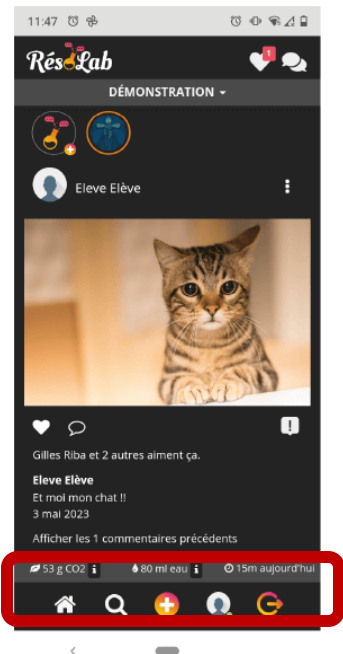 11:47
RésoLab
1
DÉMONSTRATION
Eleve Elève
Gilles Riba et 2 autres aiment ça.
Eleve Elève
Et moi mon chat !!
3 mai 2023
Afficher les 1 commentaires précédents
53 g CO2 i 80 ml eau i 15m aujourd'hui